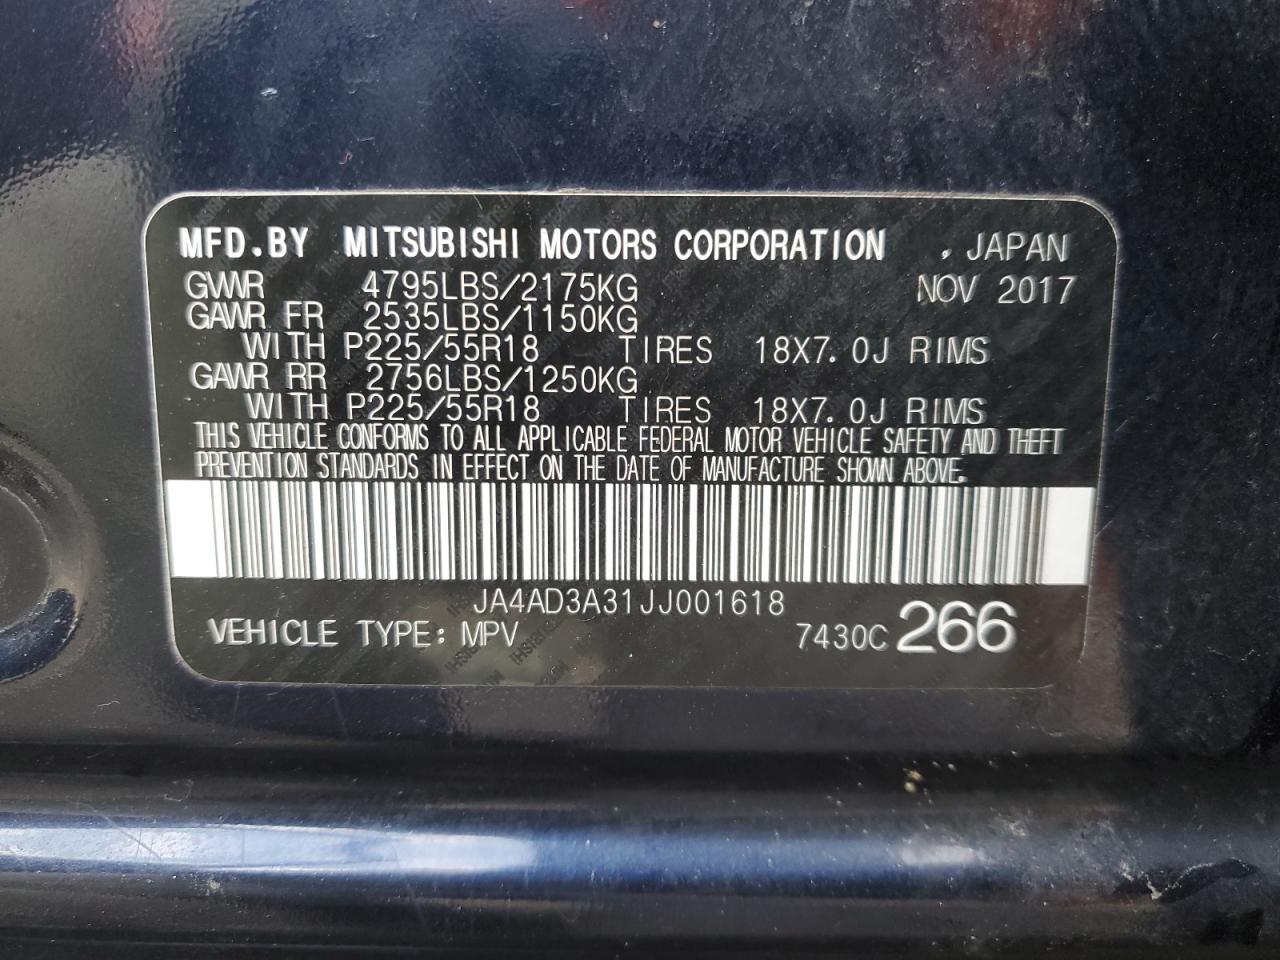 MFD.BY MITSUBISHI MOTORS CORPORATION , JAPAN
GVWR 4795LBS/2175KG NOV 2017
GAWR FR 2535LBS/1150KG
WITH P225/55R18 TIRES 18X7.0J RIMS
GAWR RR 2756LBS/1250KG
WITH P225/55R18 TIRES 18X7.0J RIMS
THIS VEHICLE CONFORMS TO ALL APPLICABLE FEDERAL MOTOR VEHICLE SAFETY AND THEFT
PREVENTION STANDARDS IN EFFECT ON THE DATE OF MANUFACTURE SHOWN ABOVE.
JA4AD3A31JJ001618
VEHICLE TYPE: MPV 7430C 266